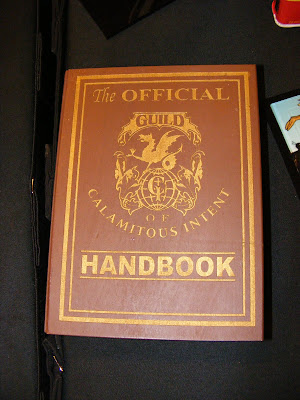 The OFFICIAL
GUILD
OF
CALAMITOUS INTENT
HANDBOOK